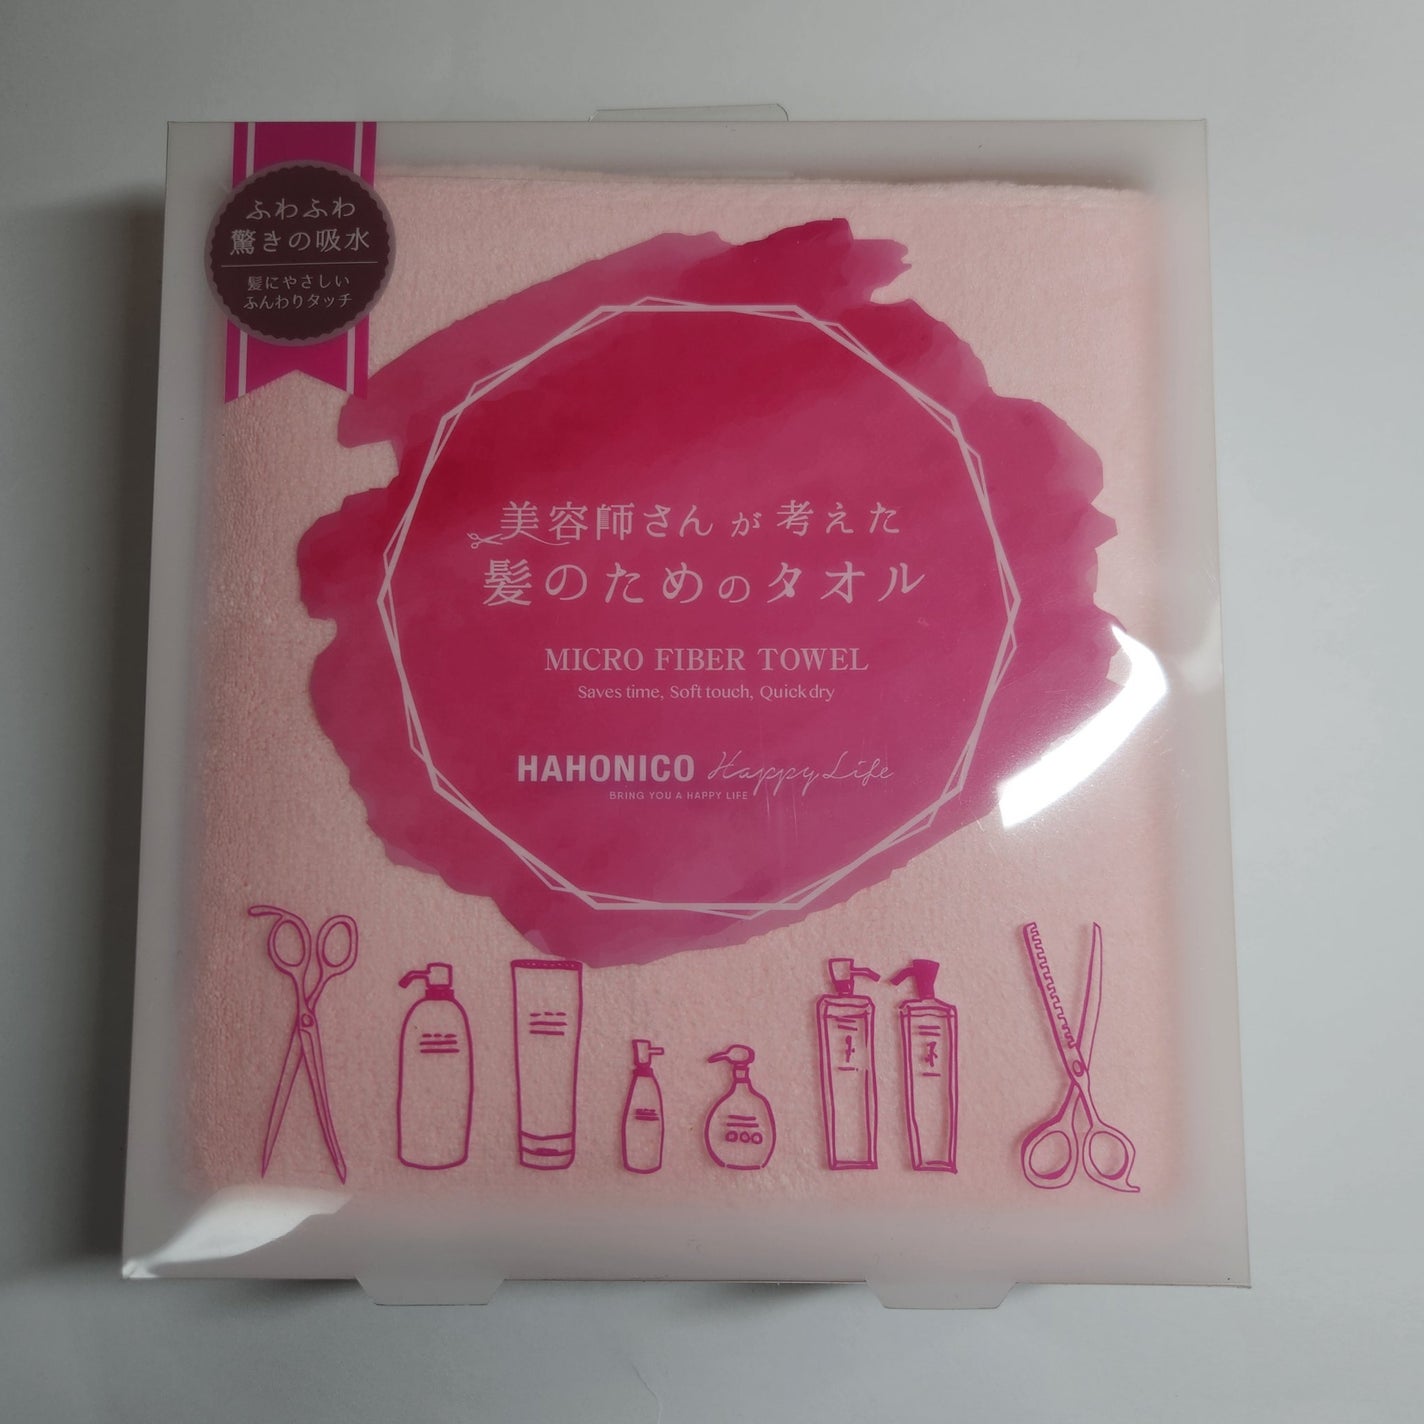 ふわふわ
驚きの吸水
髪にやさしい
ふんわりタッチ
美容師さんが考えた
髪のためのタオル
MICRO FIBER TOWEL
Saves time, Soft touch, Quick dry
HAHONICO Happy Life
BRING YOU A HAPPY LIFE